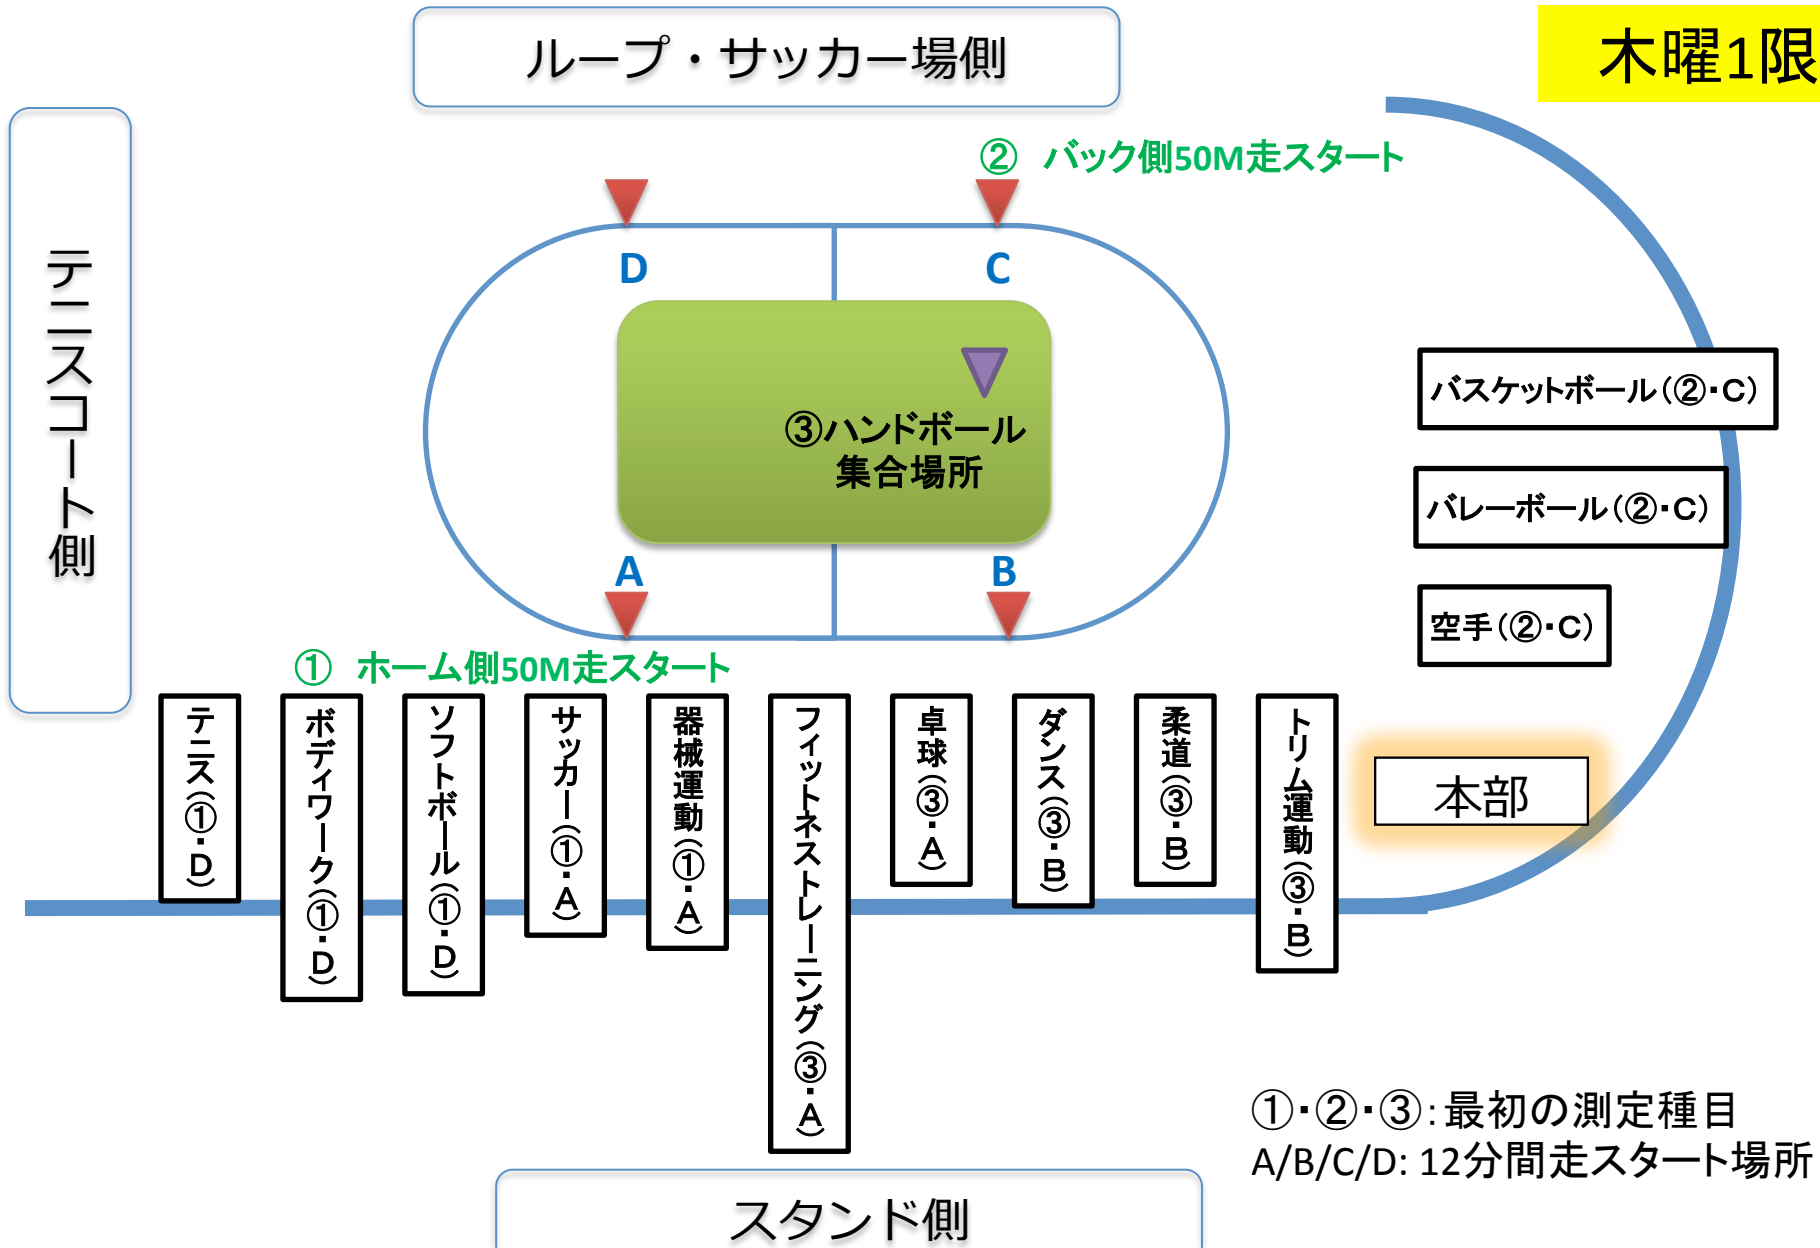 ループ・サッカー場側
木曜1限
テニスコート側
② バック側50M走スタート
D
C
③ハンドボール
集合場所
A
B
① ホーム側50M走スタート
バスケットボール(②・C)
バレーボール(②・C)
空手(②・C)
テニス(①・D)
ボディワーク(①・D)
ソフトボール(①・D)
サッカー(①・A)
器械運動(①・A)
フィットネストレーニング(③・A)
卓球(③・A)
ダンス(③・B)
柔道(③・B)
トリム運動(③・B)
本部
①・②・③:最初の測定種目
A/B/C/D: 12分間走スタート場所
スタンド側